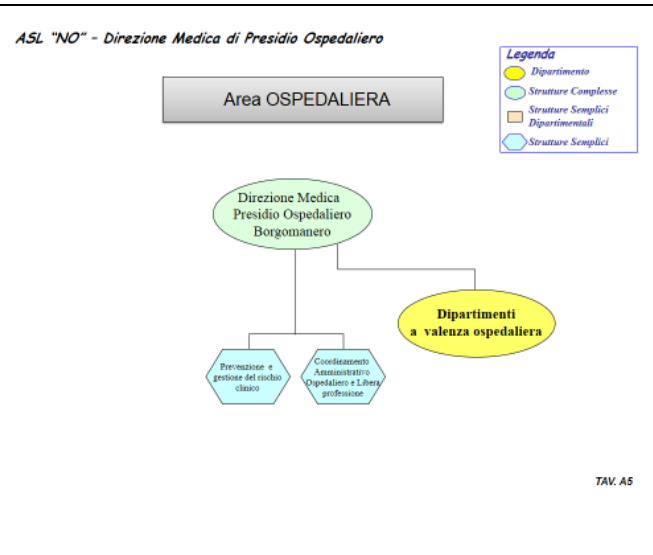 ASL "NO" - Direzione Medica di Presidio Ospedaliero
Legenda
Dipartimento
Strutture Complesse
Strutture Semplici
Dipartimentali
Strutture Semplici
Area OSPEDALIERA
Direzione Medica
Presidio Ospedaliero
Borgomanero
Dipartimenti
a valenza ospedaliera
Prevenzione e
gestione del rischio
clinico
Coordinamento
Amministrativo
Ospedaliero e Libera
professione
TAV. A5